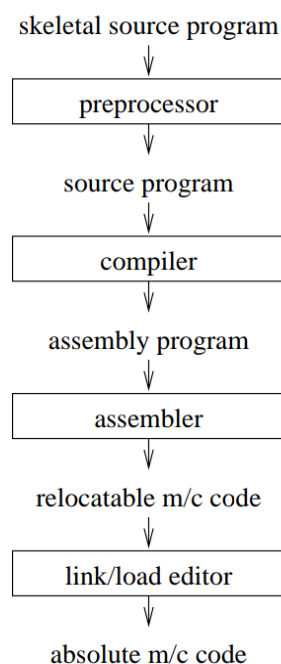 skeletal source program
preprocessor
source program
compiler
assembly program
assembler
relocatable m/c code
link/load editor
absolute m/c code